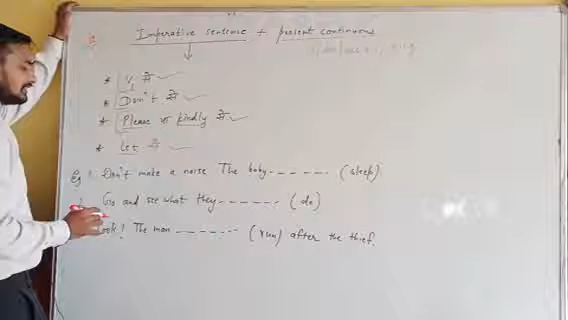 Imperative sentence + present continuous
* V1 से
* Don't से
* Please or kindly से
* Let से
Eg 1. Don't make a noise The baby ------ (sleep)
Go and see what they ------ (do)
ook! The man ------- (run) after the thief.